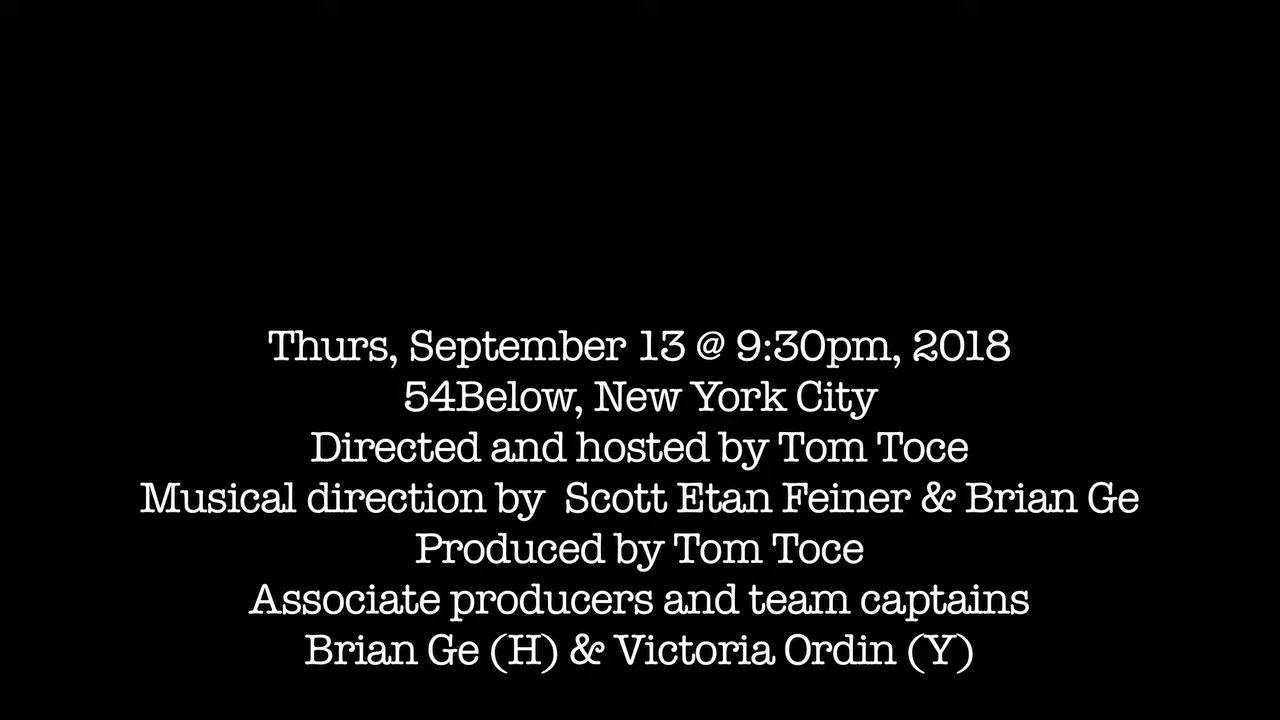 Thurs, September 13 @ 9:30pm, 2018
54Below, New York City
Directed and hosted by Tom Toce
Musical direction by  Scott Etan Feiner & Brian Ge
Produced by Tom Toce
Associate producers and team captains
Brian Ge (H) & Victoria Ordin (Y)